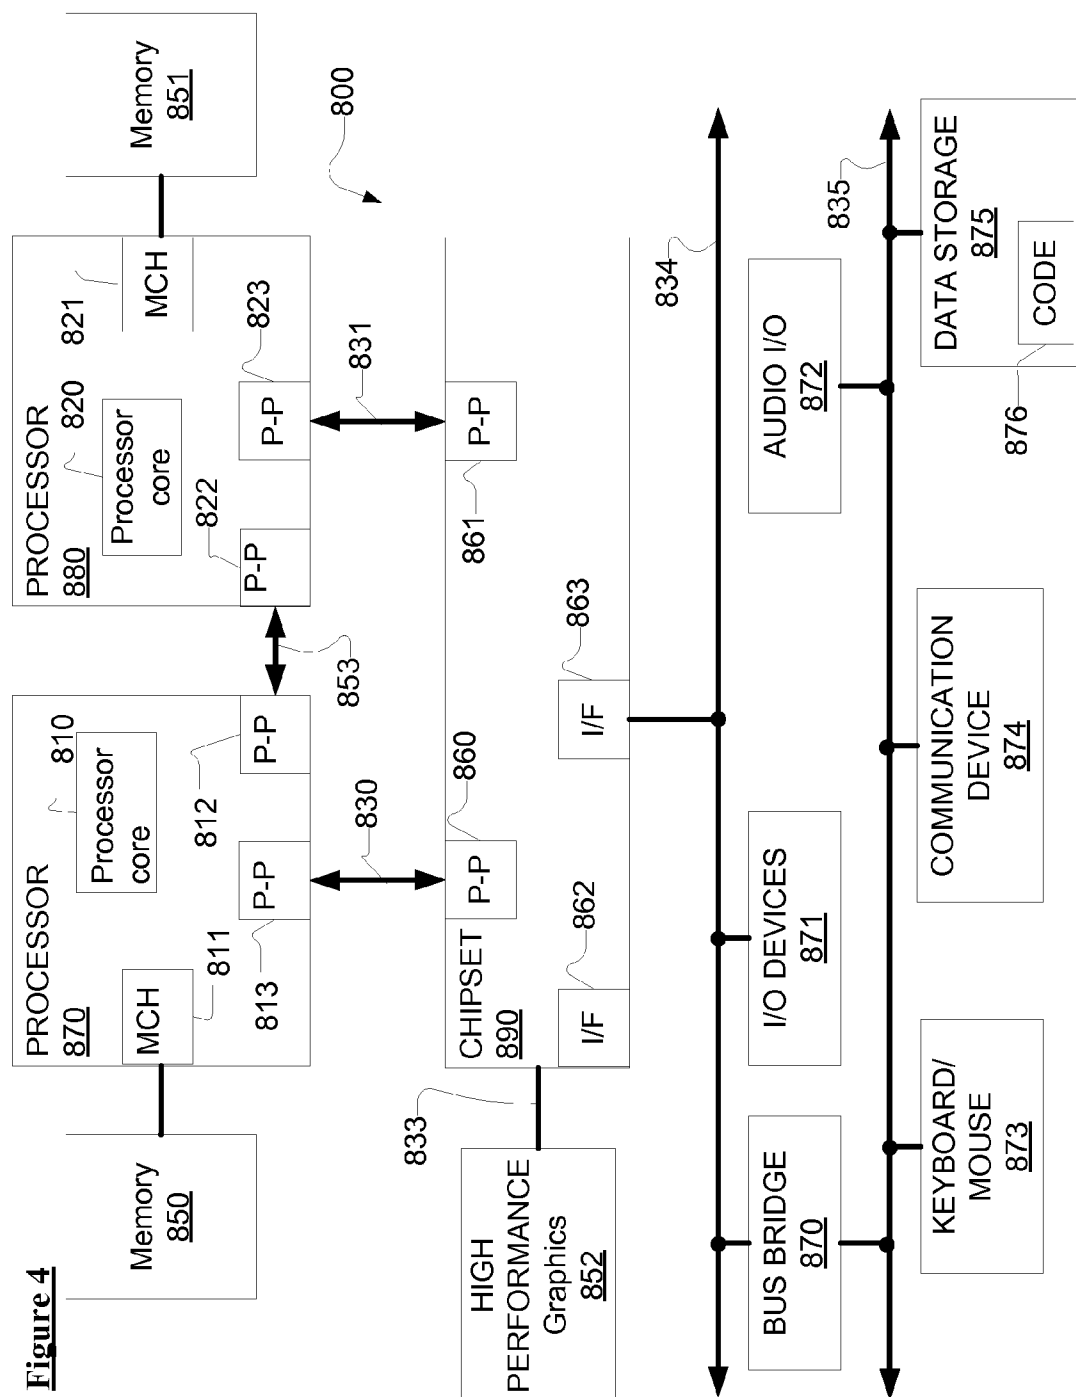 Figure 4
Memory
850
PROCESSOR
870
MCH
811
Processor
core
810
P-P
813
P-P
812
853
PROCESSOR
880
Processor
core
820
P-P
822
P-P
823
MCH
821
Memory
851
800
830
831
HIGH
PERFORMANCE
Graphics
852
833
CHIPSET
890
P-P
860
P-P
861
I/F
862
I/F
863
834
BUS BRIDGE
870
I/O DEVICES
871
AUDIO I/O
872
835
KEYBOARD/
MOUSE
873
COMMUNICATION
DEVICE
874
DATA STORAGE
875
CODE
876